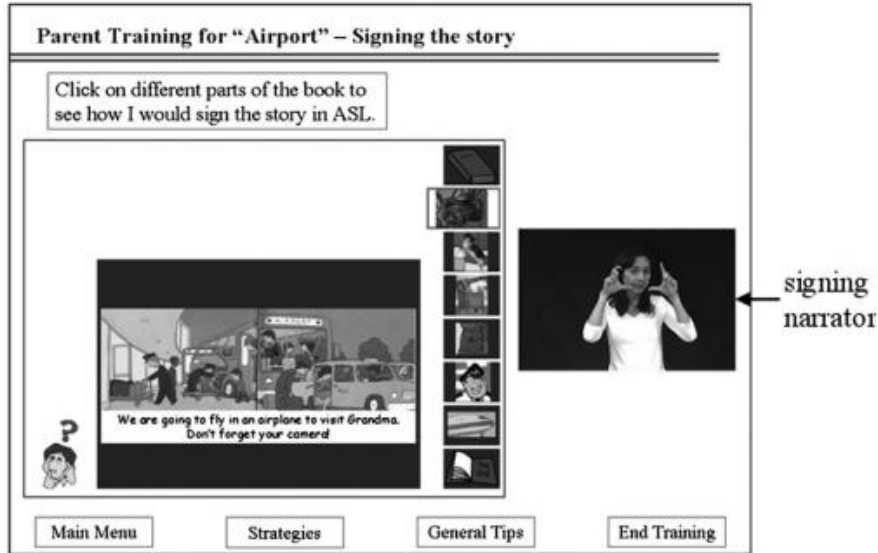 Parent Training for “Airport” – Signing the story
Click on different parts of the book to
see how I would sign the story in ASL.
AIRPORT
We are going to fly in an airplane to visit Grandma.
Don't forget your camera!
?
signing
narrator
Main Menu
Strategies
General Tips
End Training